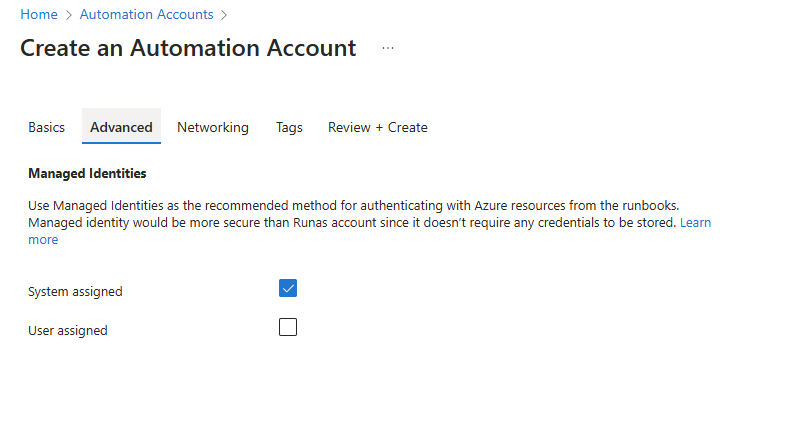 Home > Automation Accounts >
Create an Automation Account ...
Basics Advanced Networking Tags Review + Create
Managed Identities
Use Managed Identities as the recommended method for authenticating with Azure resources from the runbooks.
Managed identity would be more secure than Runas account since it doesn’t require any credentials to be stored. Learn
more
System assigned
User assigned